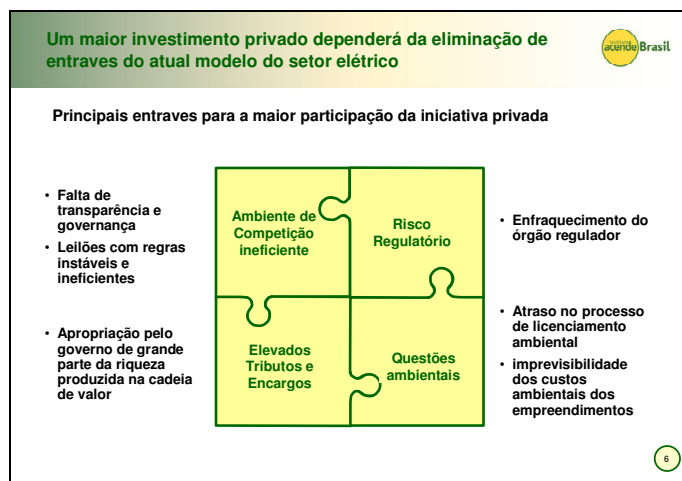 Um maior investimento privado dependerá da eliminação de
entraves do atual modelo do setor elétrico
instituto
acende Brasil
Principais entraves para a maior participação da iniciativa privada
• Falta de
transparência e
governança
• Leilões com regras
instáveis e
ineficientes
• Apropriação pelo
governo de grande
parte da riqueza
produzida na cadeia
de valor
Ambiente de
Competição
ineficiente
Risco
Regulatório
Elevados
Tributos e
Encargos
Questões
ambientais
• Enfraquecimento do
órgão regulador
• Atraso no processo
de licenciamento
ambiental
• imprevisibilidade
dos custos
ambientais dos
empreendimentos
6